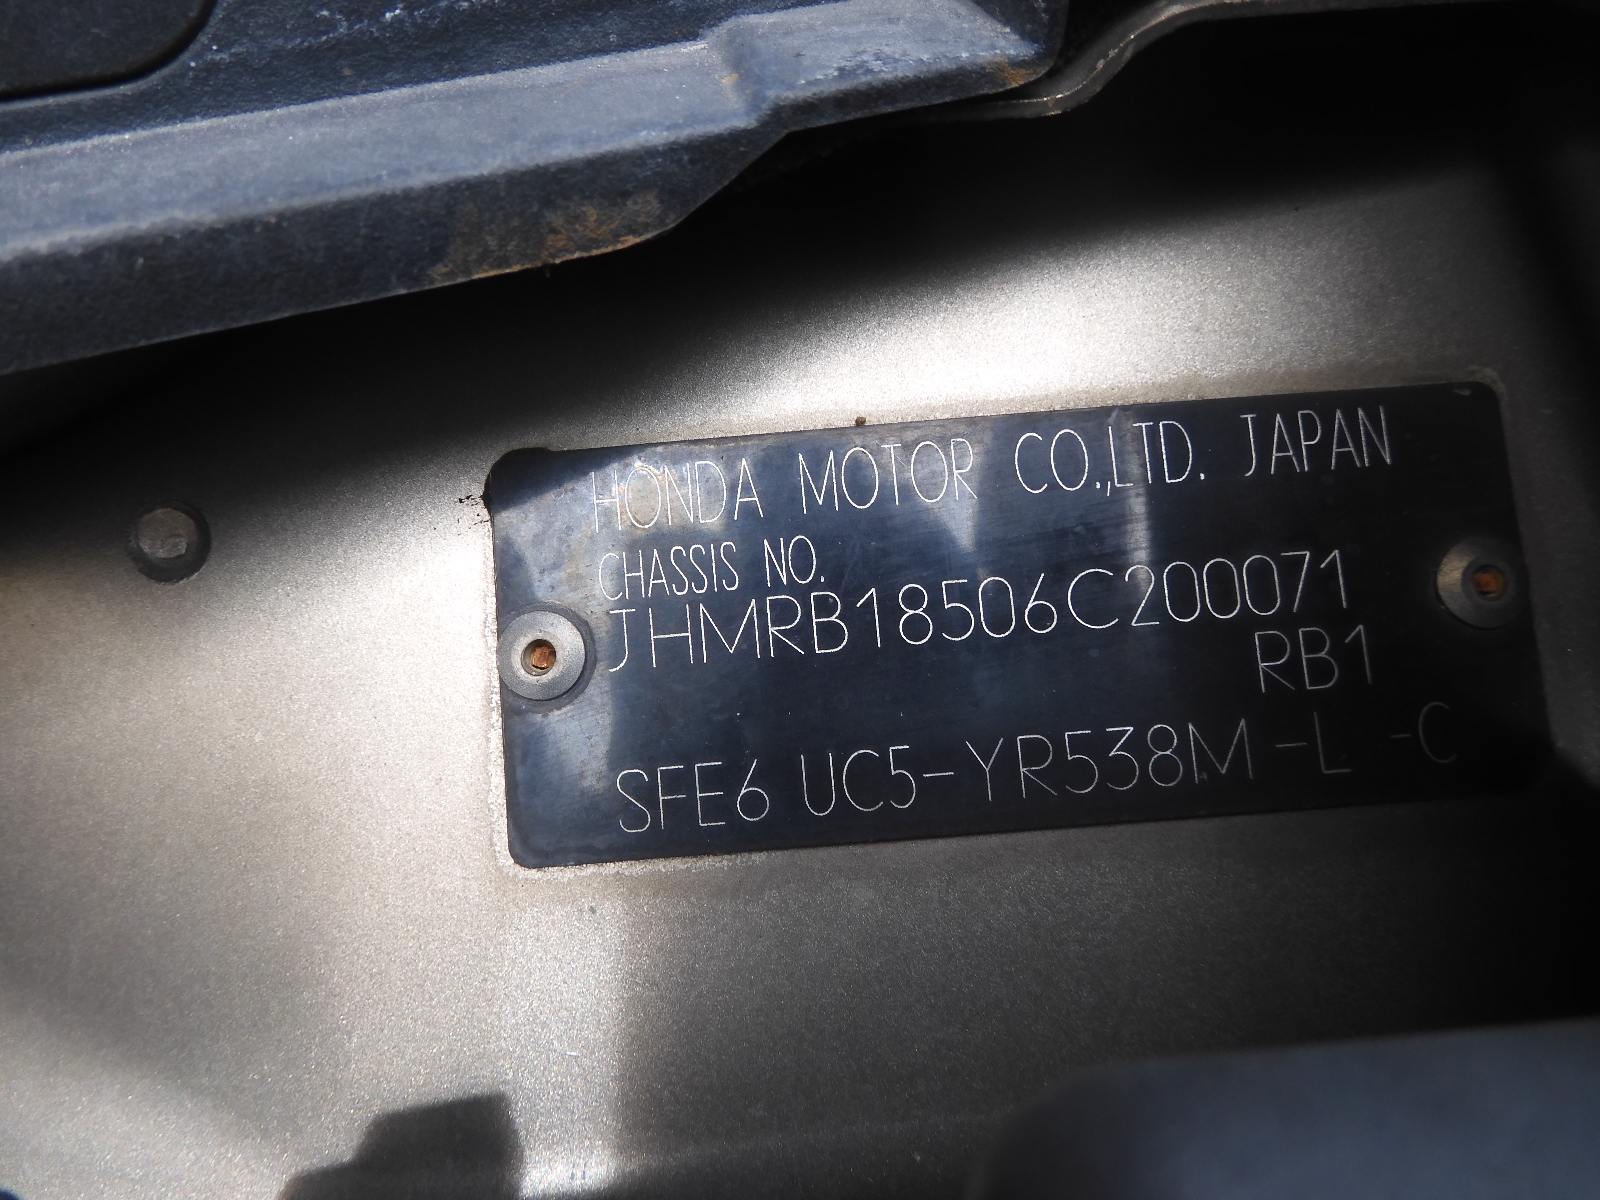 HONDA MOTOR CO.,LTD. JAPAN
CHASSIS NO.
JHMRB18506C200071
RB1
SFE6 UC5-YR538M-L -C